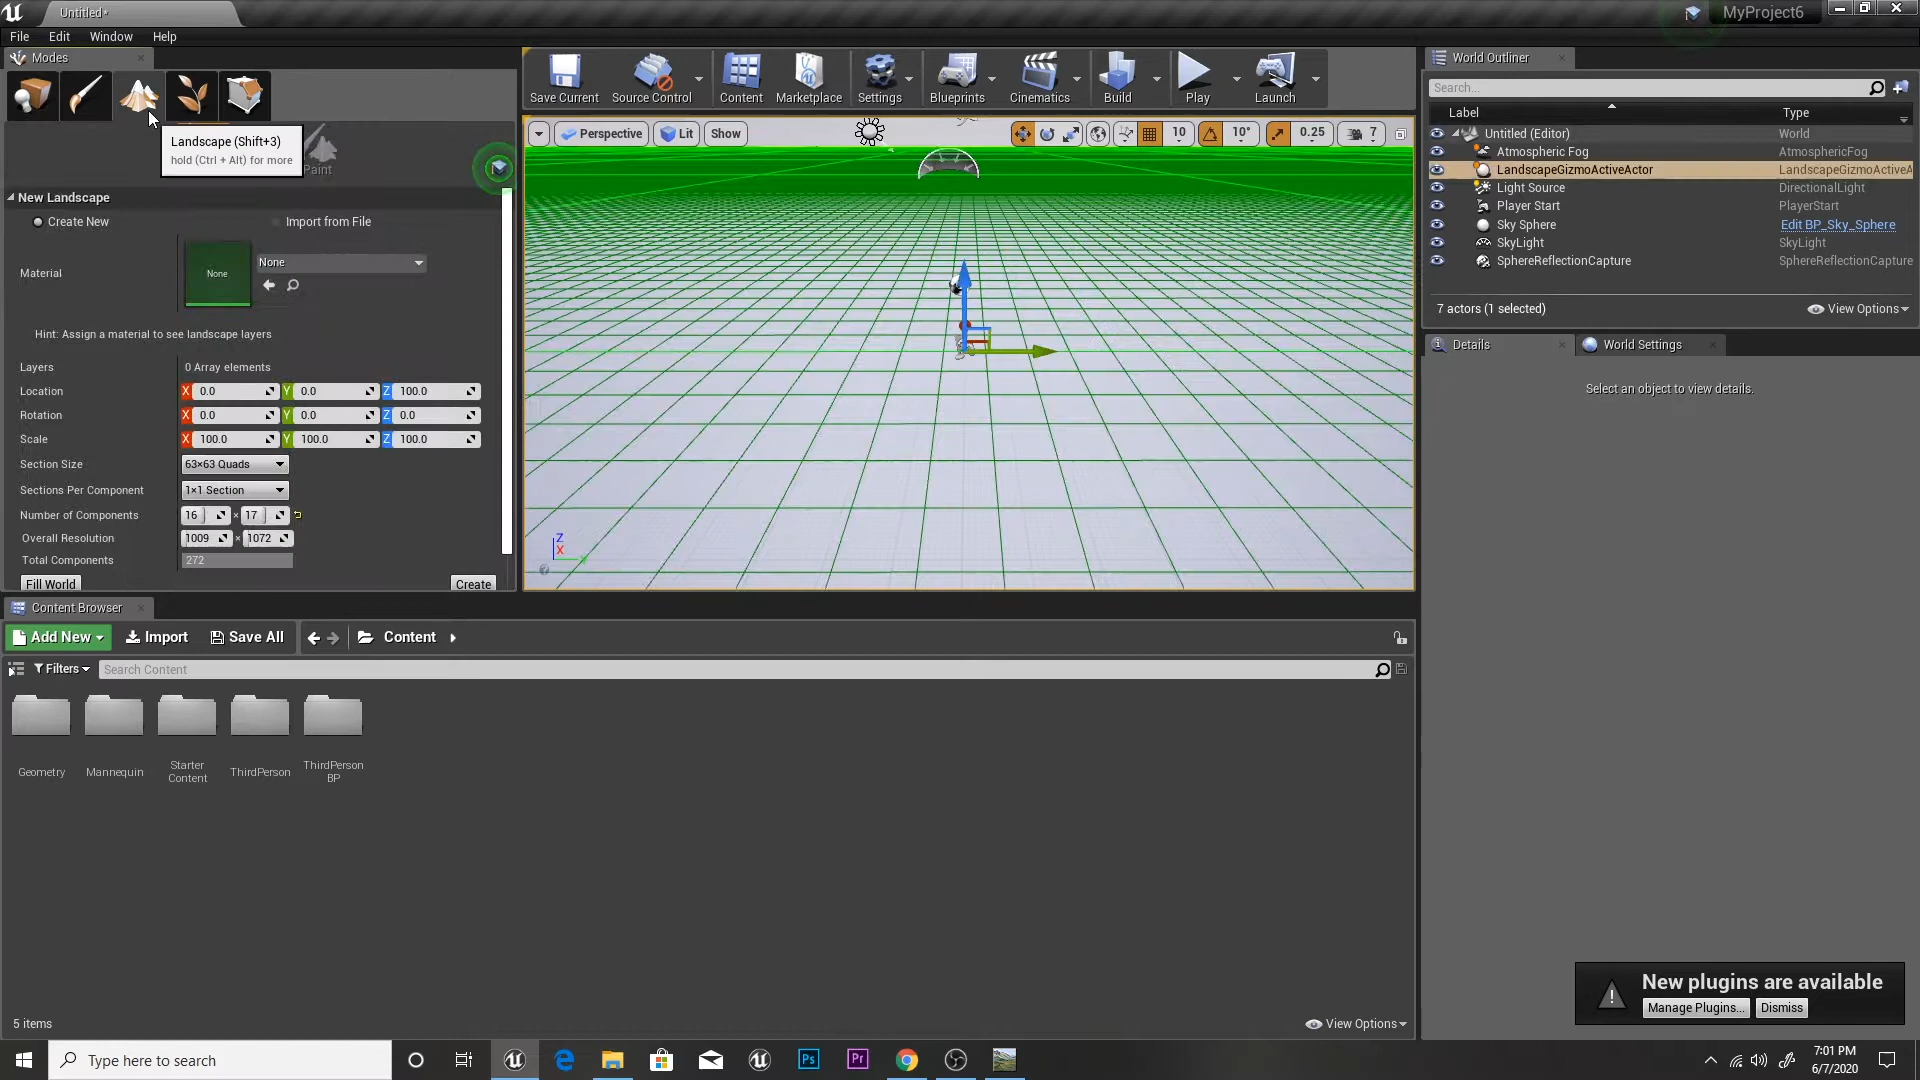 Untitled*
MyProject6
File Edit Window Help
Modes
Landscape (Shift+3)
hold (Ctrl + Alt) for more
Paint
New Landscape
Create New Import from File
Material None None
Hint: Assign a material to see landscape layers
Layers 0 Array elements
Location X 0.0 Y 0.0 Z 100.0
Rotation X 0.0 Y 0.0 Z 0.0
Scale X 100.0 Y 100.0 Z 100.0
Section Size 63×63 Quads
Sections Per Component 1×1 Section
Number of Components 16 × 17
Overall Resolution 1009 × 1072
Total Components 272
Fill World Create
Save Current Source Control Content Marketplace Settings Blueprints Cinematics Build Play Launch
Perspective Lit Show 10 10° 0.25 7
Z
X
World Outliner
Search...
Label Type
Untitled (Editor) World
Atmospheric Fog AtmosphericFog
LandscapeGizmoActiveActor LandscapeGizmoActiveA
Light Source DirectionalLight
Player Start PlayerStart
Sky Sphere Edit BP_Sky_Sphere
SkyLight SkyLight
SphereReflectionCapture SphereReflectionCapture
7 actors (1 selected) View Options
Details World Settings
Select an object to view details.
Content Browser
Add New Import Save All Content
Filters Search Content
Geometry Mannequin Starter Content ThirdPerson ThirdPerson BP
5 items View Options
New plugins are available
Manage Plugins... Dismiss
Type here to search
Ps Pr
7:01 PM
6/7/2020